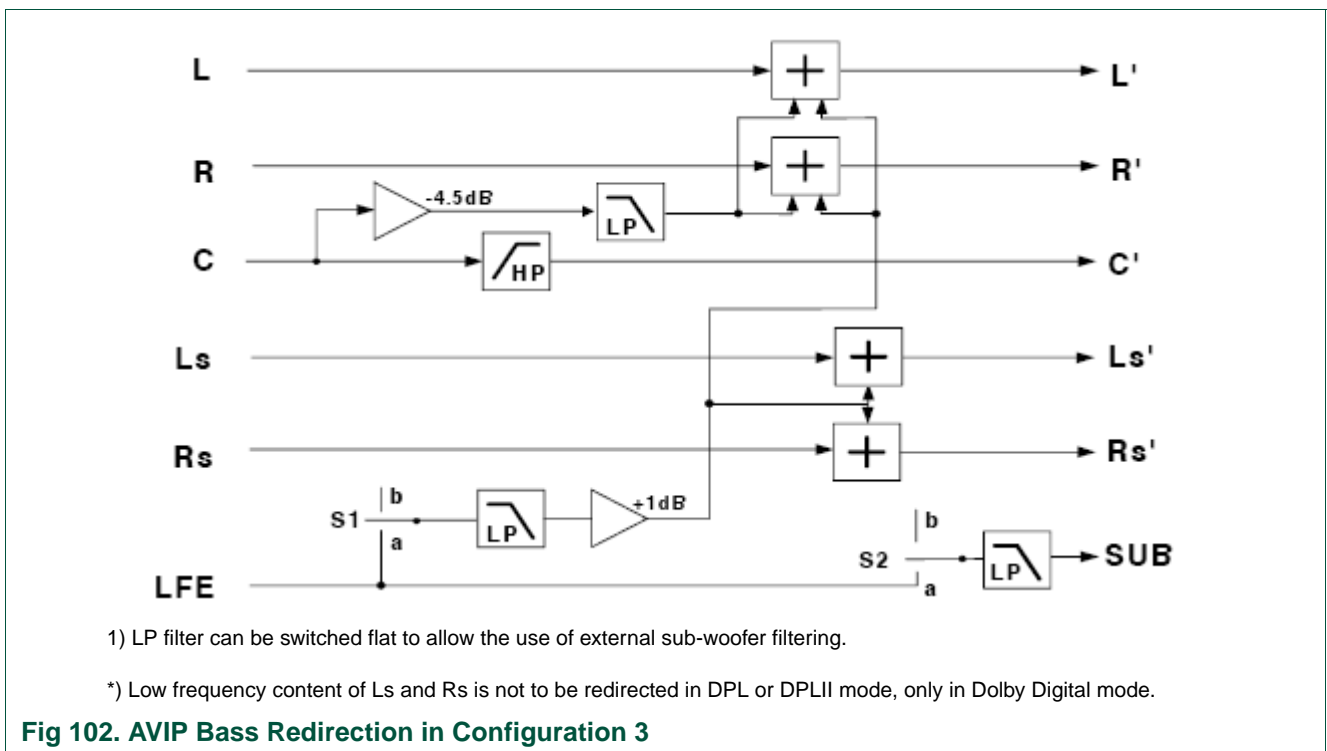 L
L'
R
R'
-4.5dB
LP
C
HP
C'
Ls
Ls'
Rs
Rs'
b
S1
a
LP
+1dB
b
S2
a
LP
SUB
LFE
1) LP filter can be switched flat to allow the use of external sub-woofer filtering.
*) Low frequency content of Ls and Rs is not to be redirected in DPL or DPLII mode, only in Dolby Digital mode.
Fig 102. AVIP Bass Redirection in Configuration 3